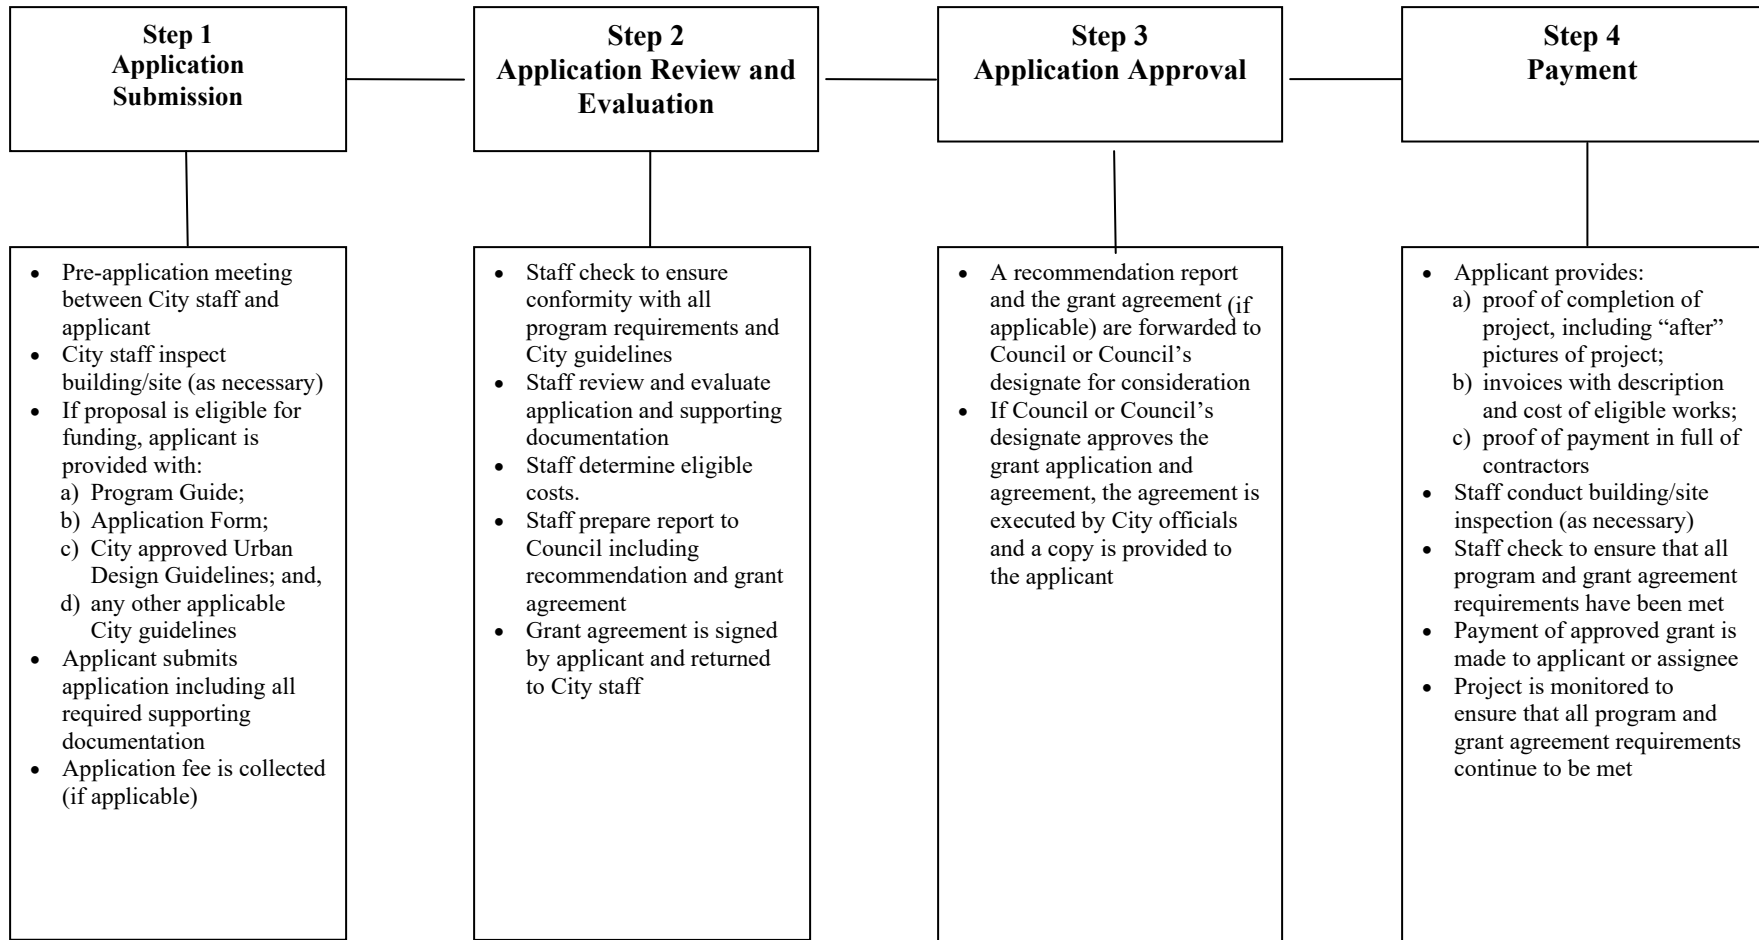 Step 1
Application
Submission
Step 2
Application Review and
Evaluation
Step 3
Application Approval
Step 4
Payment
• Pre-application meeting
between City staff and
applicant
• City staff inspect
building/site (as necessary)
• If proposal is eligible for
funding, applicant is
provided with:
a) Program Guide;
b) Application Form;
c) City approved Urban
Design Guidelines; and,
d) any other applicable
City guidelines
• Applicant submits
application including all
required supporting
documentation
• Application fee is collected
(if applicable)
• Staff check to ensure
conformity with all
program requirements and
City guidelines
• Staff review and evaluate
application and supporting
documentation
• Staff determine eligible
costs.
• Staff prepare report to
Council including
recommendation and grant
agreement
• Grant agreement is signed
by applicant and returned
to City staff
• A recommendation report
and the grant agreement (if
applicable) are forwarded to
Council or Council’s
designate for consideration
• If Council or Council’s
designate approves the
grant application and
agreement, the agreement is
executed by City officials
and a copy is provided to
the applicant
• Applicant provides:
a) proof of completion of
project, including “after”
pictures of project;
b) invoices with description
and cost of eligible works;
c) proof of payment in full of
contractors
• Staff conduct building/site
inspection (as necessary)
• Staff check to ensure that all
program and grant agreement
requirements have been met
• Payment of approved grant is
made to applicant or assignee
• Project is monitored to
ensure that all program and
grant agreement requirements
continue to be met